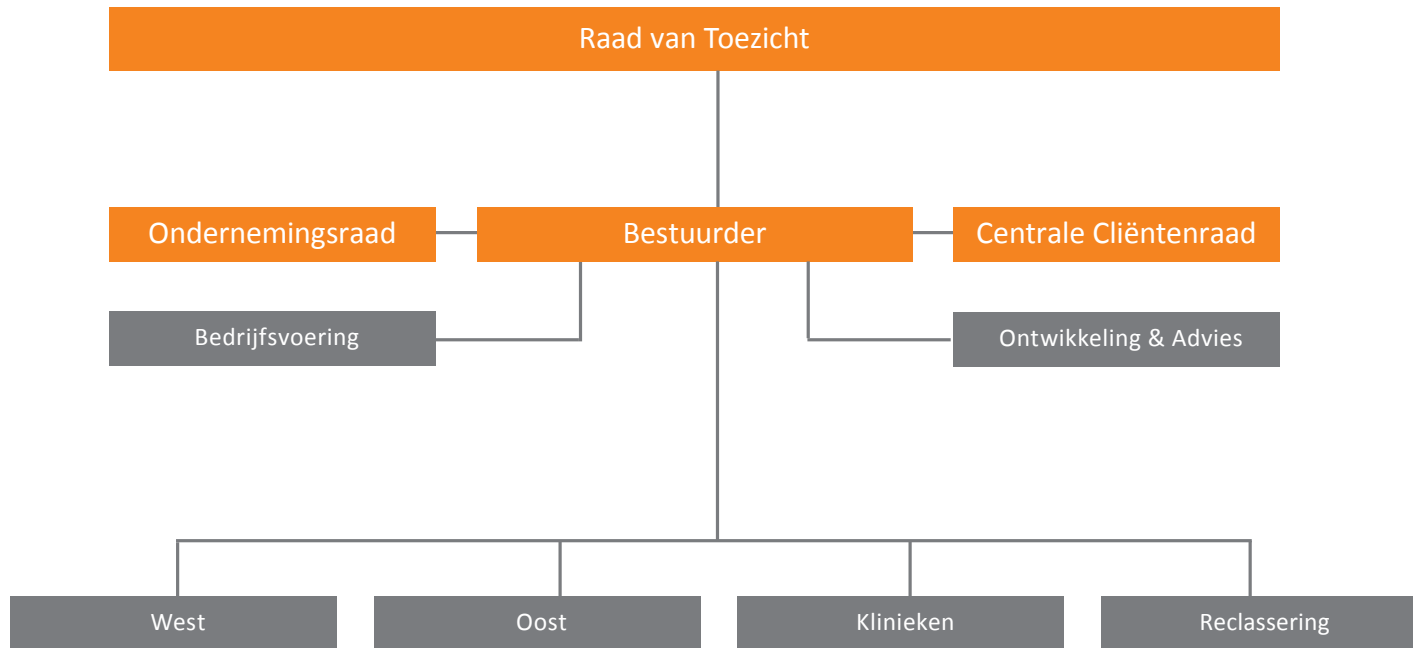 Raad van Toezicht
Ondernemingsraad
Bestuurder
Centrale Cliëntenraad
Bedrijfsvoering
Ontwikkeling & Advies
West
Oost
Klinieken
Reclassering